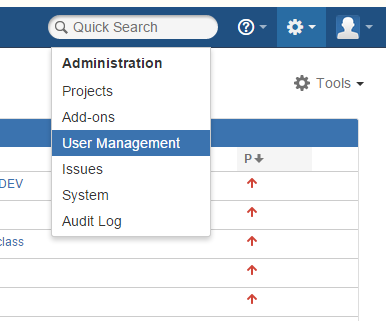 Quick Search
Administration
Tools
Projects
Add-ons
User Management
P
Issues
DEV
System
Audit Log
class